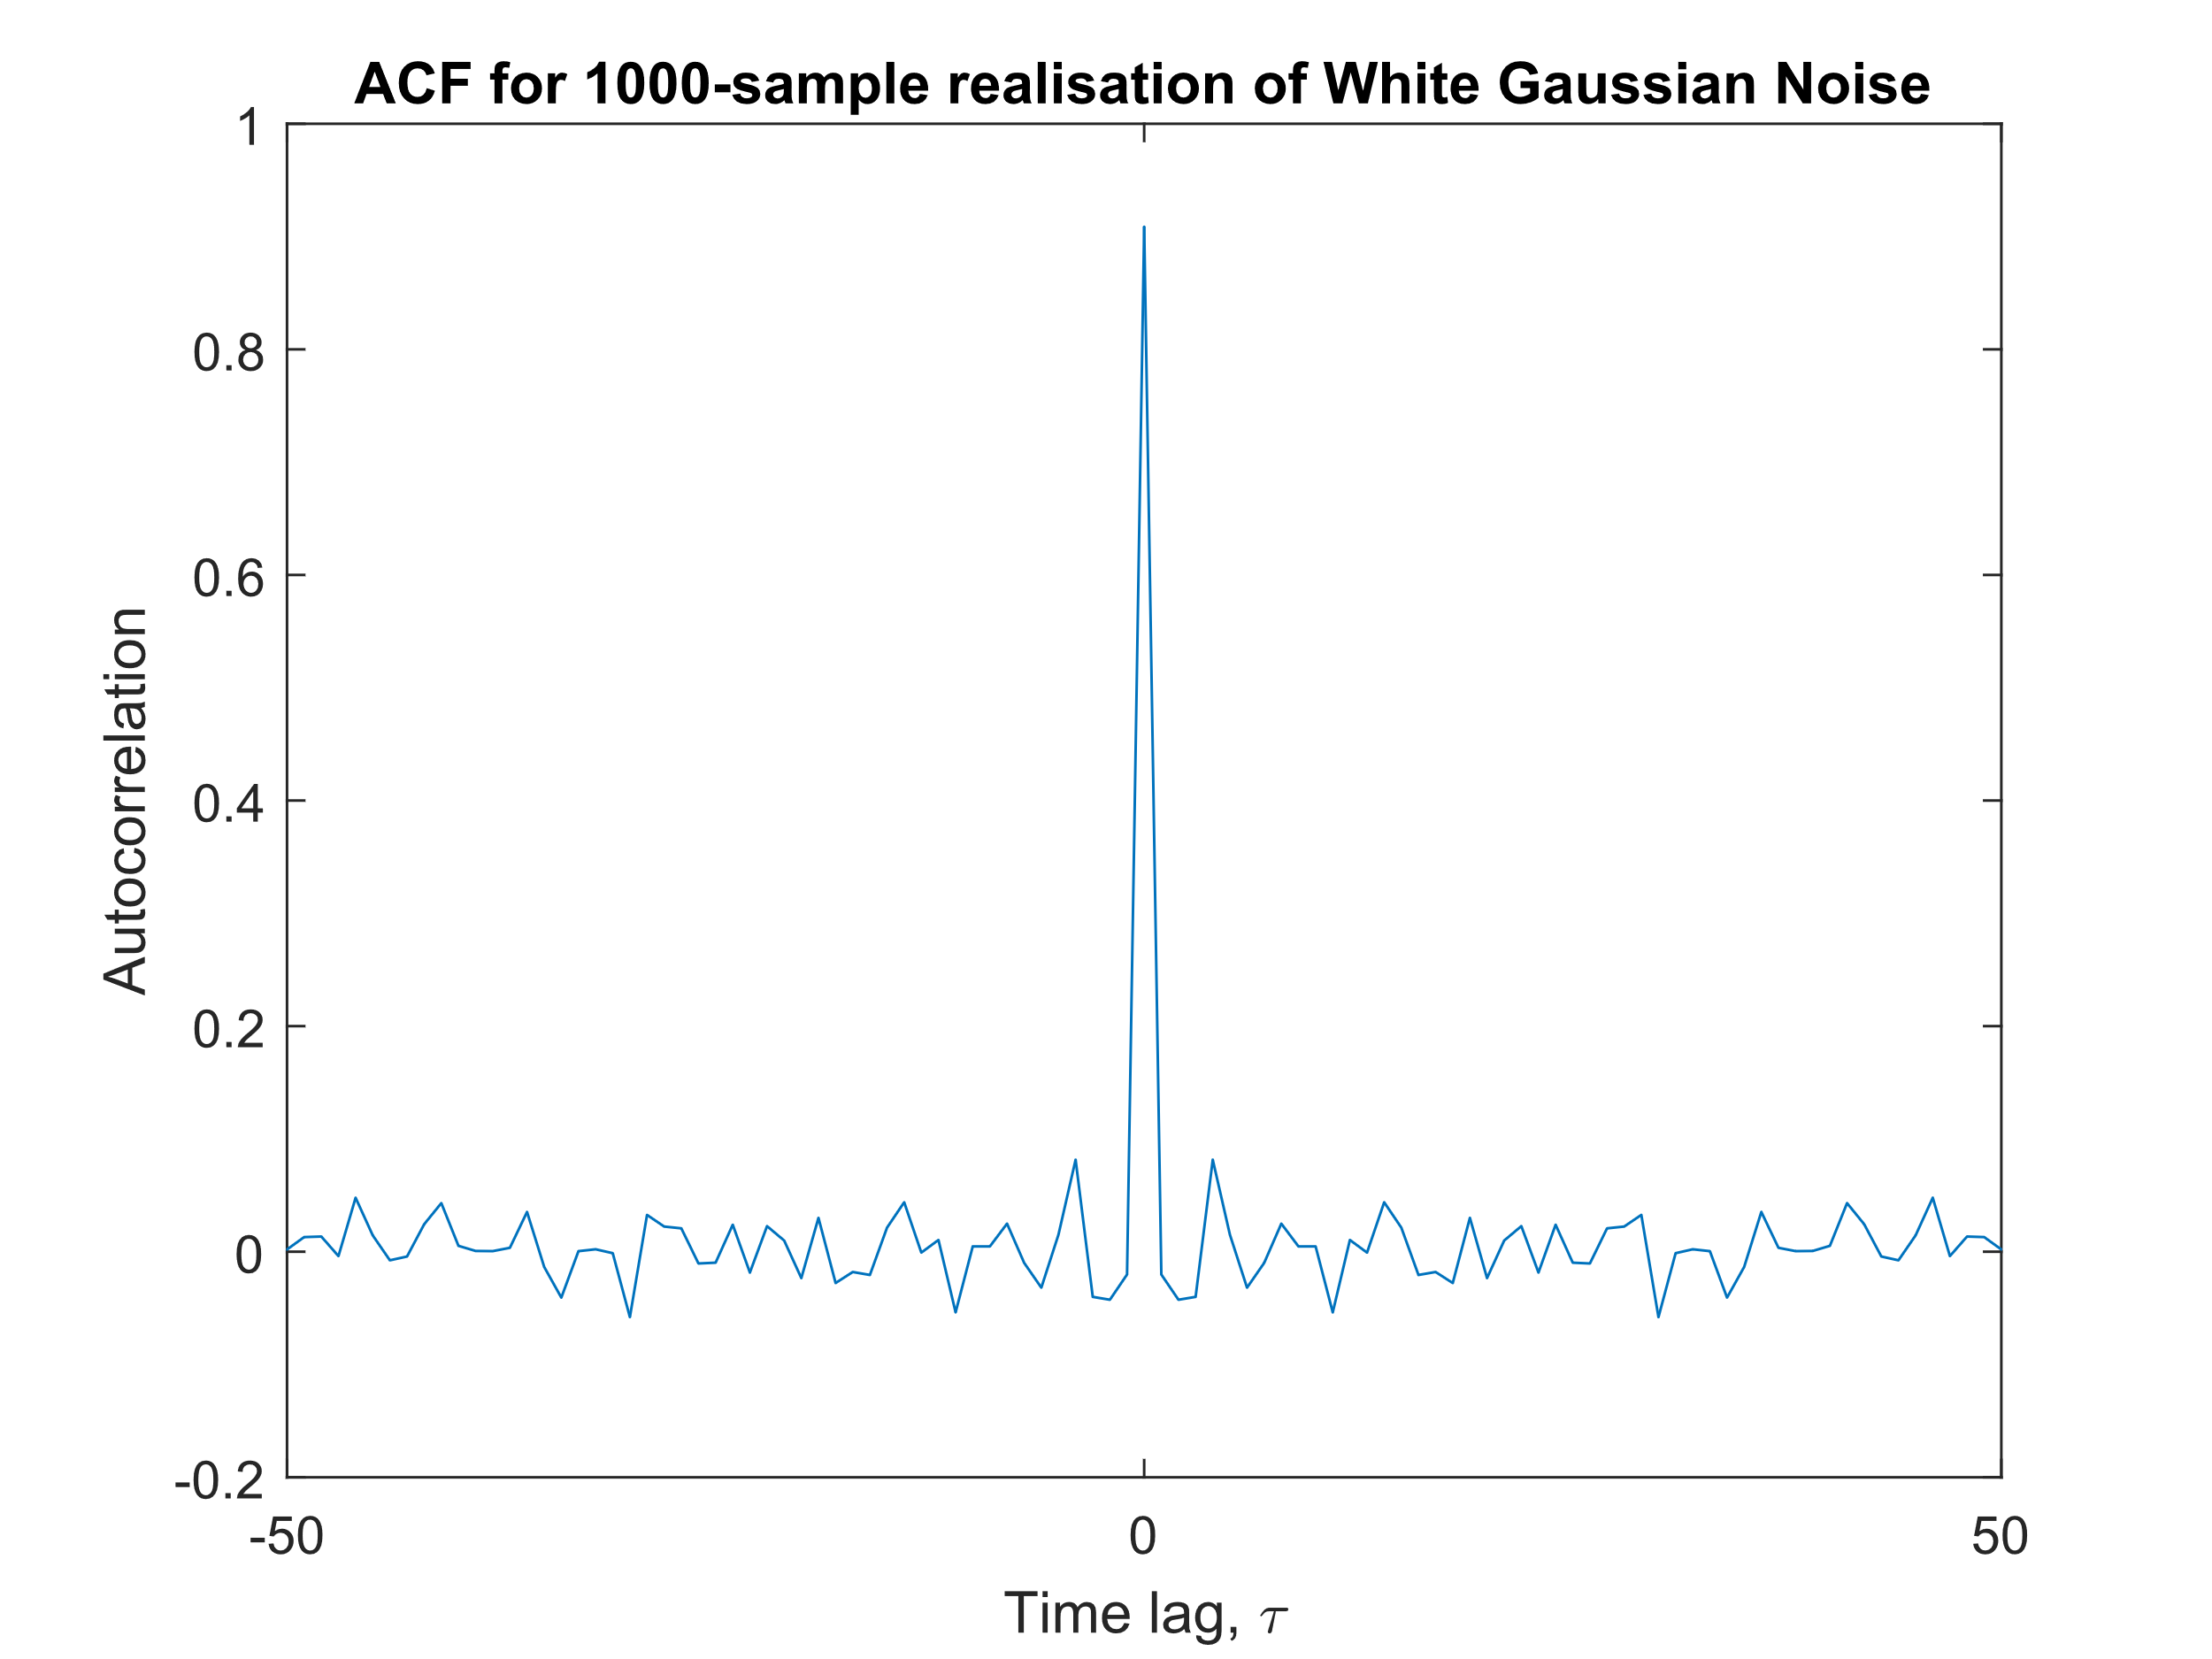 ACF for 1000-sample realisation of White Gaussian Noise
1
0.8
0.6
0.4
0.2
0
-0.2
Autocorrelation
-50 0 50
Time lag, τ